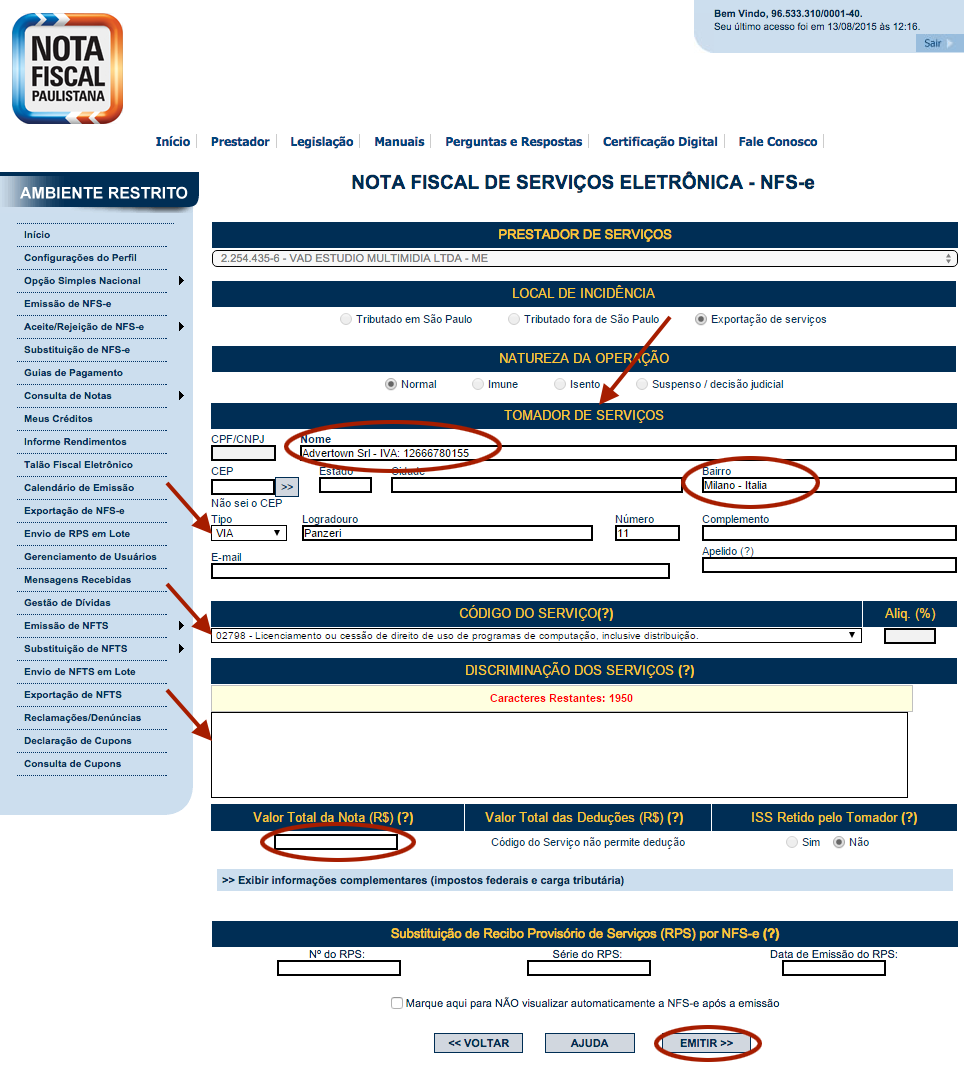 NOTA
FISCAL
PAULISTANA
Bem Vindo, 96.533.310/0001-40.
Seu último acesso foi em 13/08/2015 às 12:16.
Sair
Início
Prestador
Legislação
Manuais
Perguntas e Respostas
Certificação Digital
Fale Conosco
AMBIENTE RESTRITO
Início
Configurações do Perfil
Opção Simples Nacional
Emissão de NFS-e
Aceite/Rejeição de NFS-e
Substituição de NFS-e
Guias de Pagamento
Consulta de Notas
Meus Créditos
Informe Rendimentos
Talão Fiscal Eletrônico
Calendário de Emissão
Exportação de NFS-e
Envio de RPS em Lote
Gerenciamento de Usuários
Mensagens Recebidas
Gestão de Dívidas
Emissão de NFTS
Substituição de NFTS
Envio de NFTS em Lote
Exportação de NFTS
Reclamações/Denúncias
Declaração de Cupons
Consulta de Cupons
NOTA FISCAL DE SERVIÇOS ELETRÔNICA - NFS-e
PRESTADOR DE SERVIÇOS
2.254.435-6 - VAD ESTUDIO MULTIMIDIA LTDA - ME
LOCAL DE INCIDÊNCIA
Tributado em São Paulo
Tributado fora de São Paulo
Exportação de serviços
NATUREZA DA OPERAÇÃO
Normal
Imune
Isento
Suspenso / decisão judicial
TOMADOR DE SERVIÇOS
CPF/CNPJ
Nome
Advertown Srl - IVA: 12666780155
CEP
Estado
Cidade
Bairro
>>
Milano - Italia
Não sei o CEP
Tipo
Logradouro
Número
Complemento
VIA
Panzeri
11
E-mail
Apelido (?)
CÓDIGO DO SERVIÇO(?)
Aliq. (%)
02798 - Licenciamento ou cessão de direito de uso de programas de computação, inclusive distribuição.
DISCRIMINAÇÃO DOS SERVIÇOS (?)
Caracteres Restantes: 1950
Valor Total da Nota (R$) (?)
Valor Total das Deduções (R$) (?)
ISS Retido pelo Tomador (?)
Código do Serviço não permite dedução
Sim
Não
>> Exibir informações complementares (impostos federais e carga tributária)
Substituição de Recibo Provisório de Serviços (RPS) por NFS-e (?)
Nº do RPS:
Série do RPS:
Data de Emissão do RPS:
Marque aqui para NÃO visualizar automaticamente a NFS-e após a emissão
<< VOLTAR
AJUDA
EMITIR >>